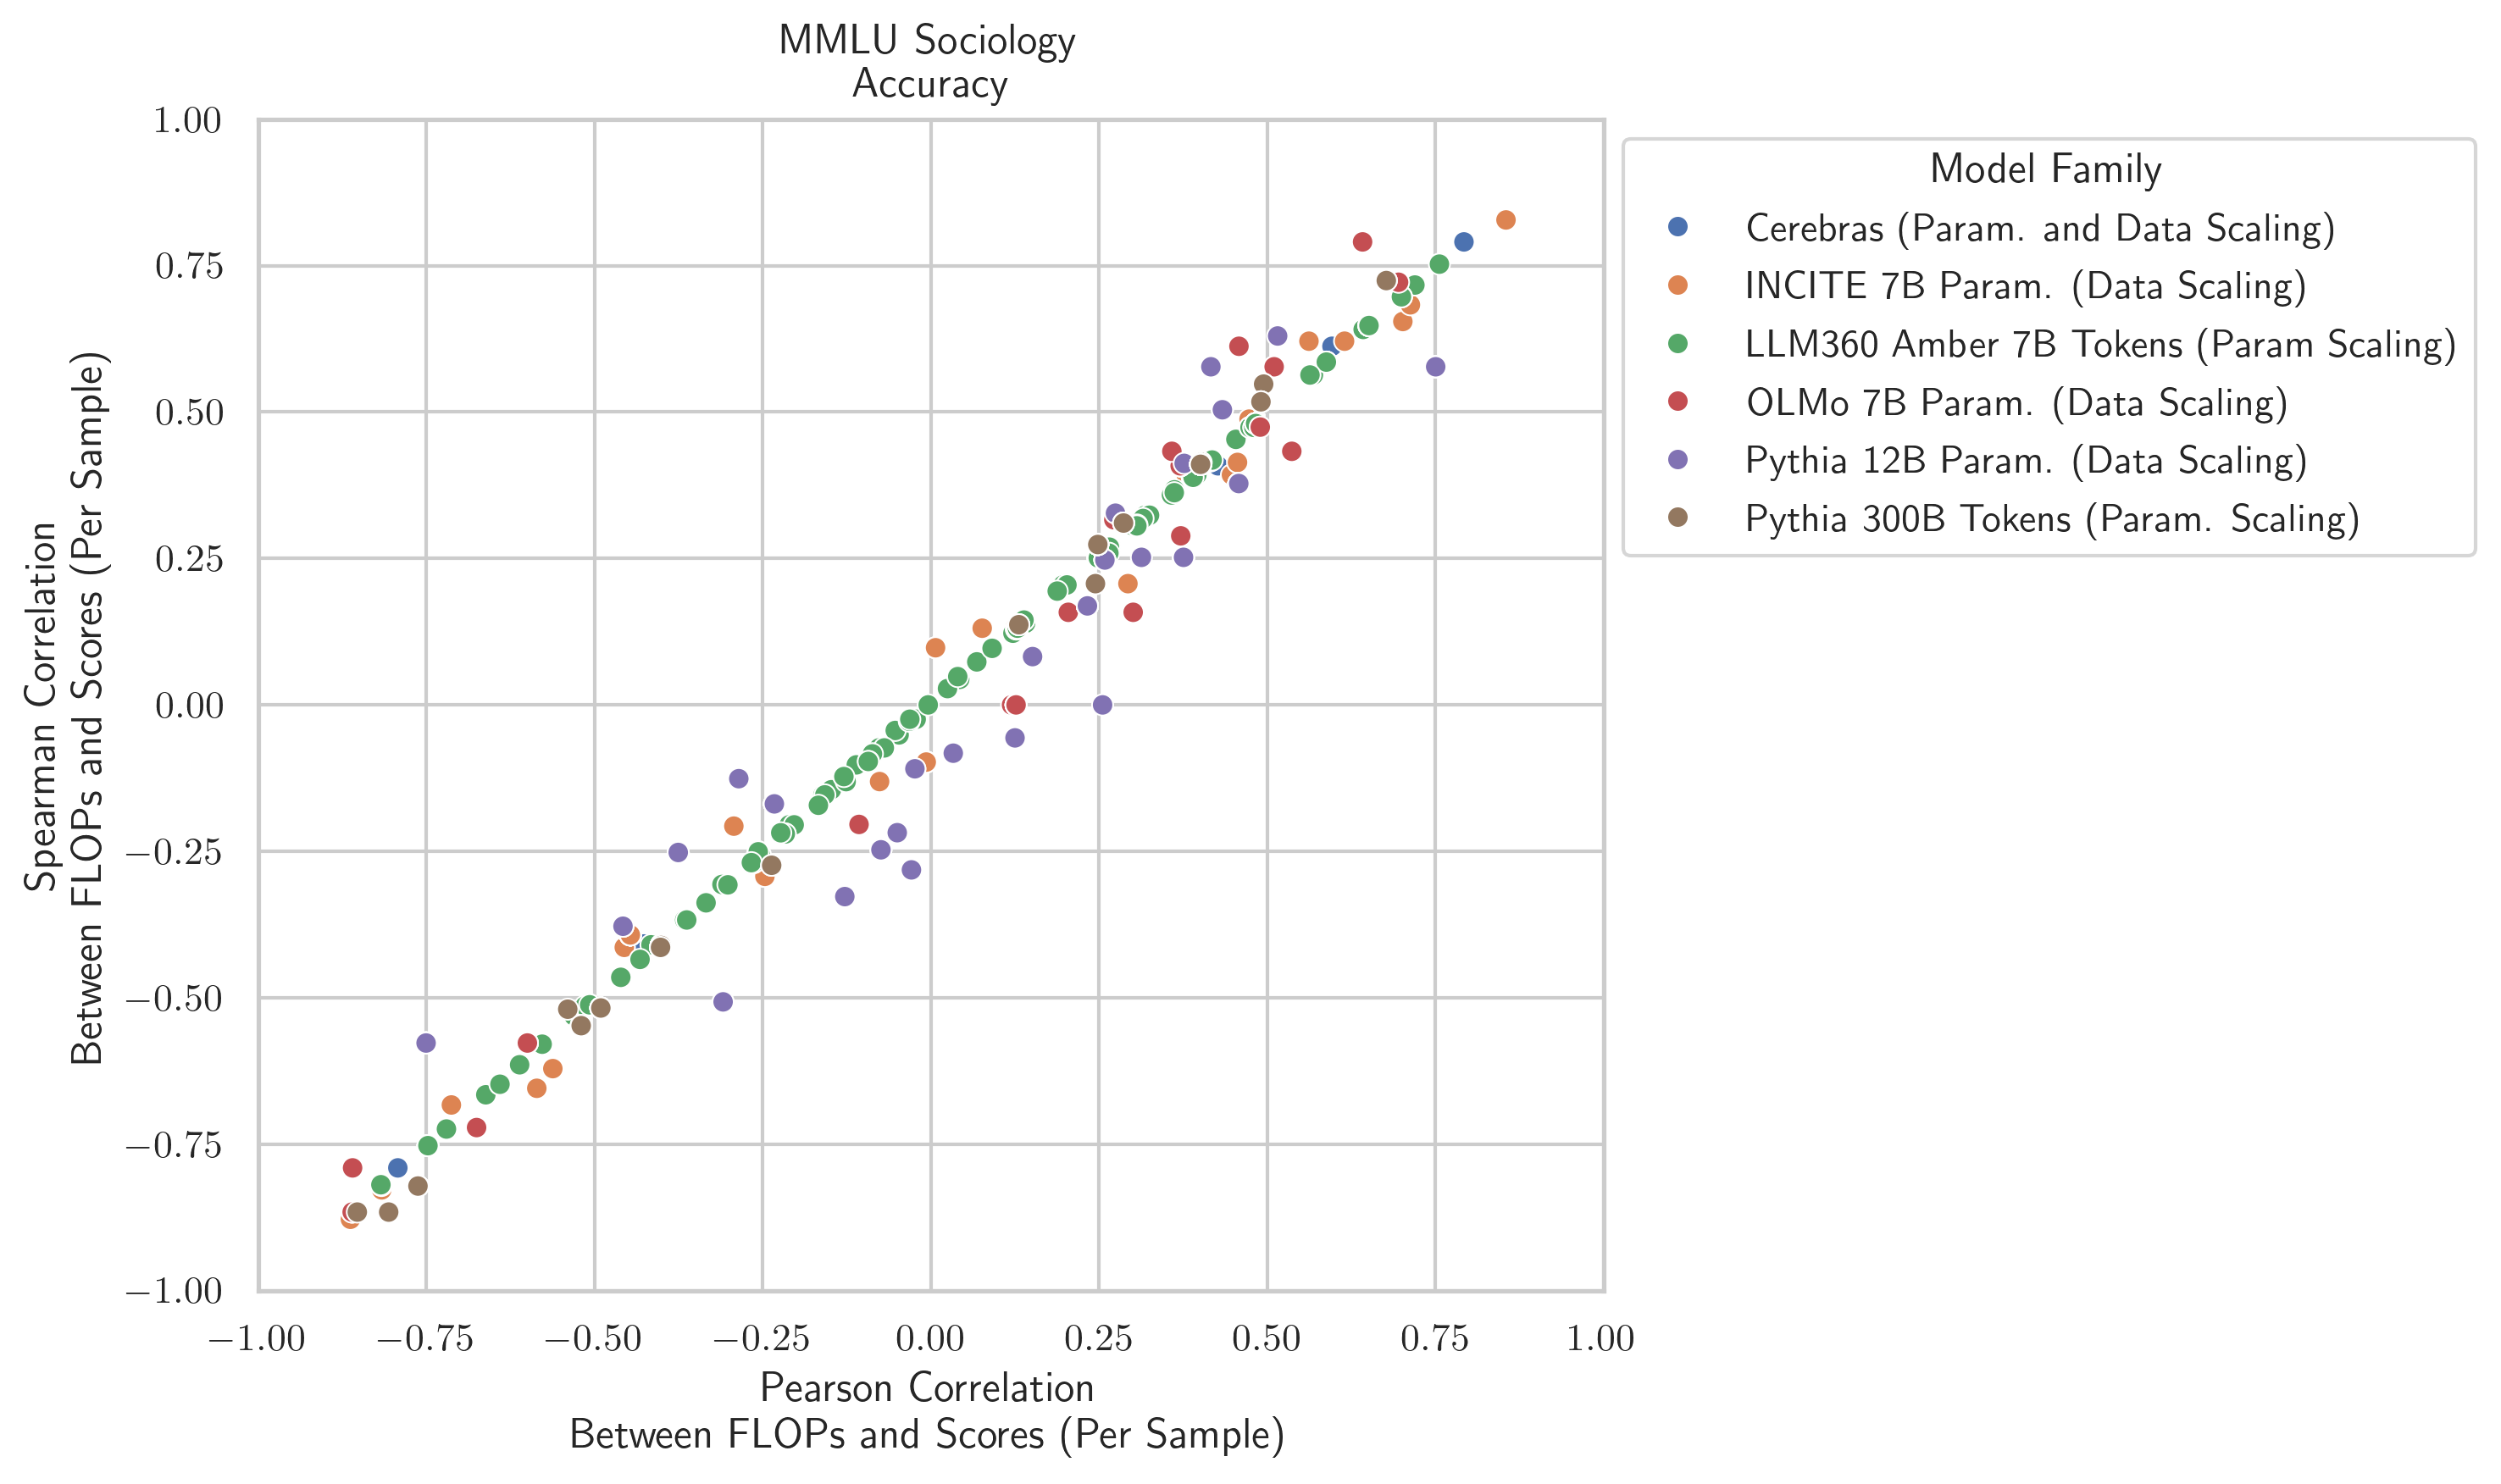 MMLU Sociology
Accuracy
1.00
0.75
0.50
0.25
0.00
−0.25
−0.50
−0.75
−1.00
Spearman Correlation
Between FLOPs and Scores (Per Sample)
−1.00
−0.75
−0.50
−0.25
0.00
0.25
0.50
0.75
1.00
Pearson Correlation
Between FLOPs and Scores (Per Sample)
Model Family
Cerebras (Param. and Data Scaling)
INCITE 7B Param. (Data Scaling)
LLM360 Amber 7B Tokens (Param Scaling)
OLMo 7B Param. (Data Scaling)
Pythia 12B Param. (Data Scaling)
Pythia 300B Tokens (Param. Scaling)